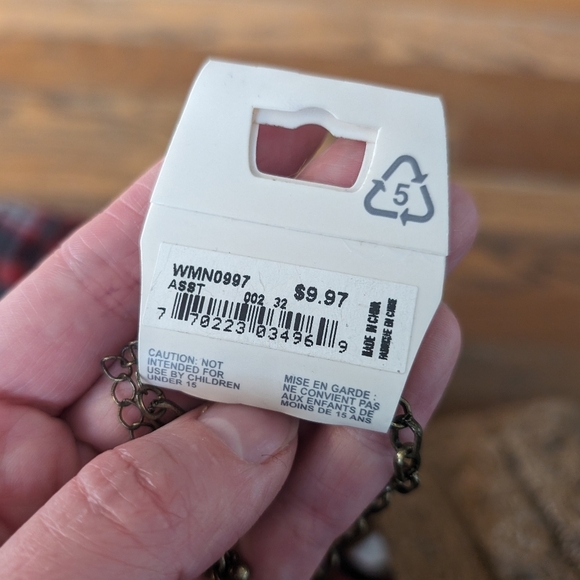 5
WMN0997
ASST 002 32 $9.97
7 70223 03496 9
MADE IN CHINA
FABRIQUE EN CHINE
CAUTION: NOT
INTENDED FOR
USE BY CHILDREN
UNDER 15
MISE EN GARDE :
NE CONVIENT PAS
AUX ENFANTS DE
MOINS DE 15 ANS